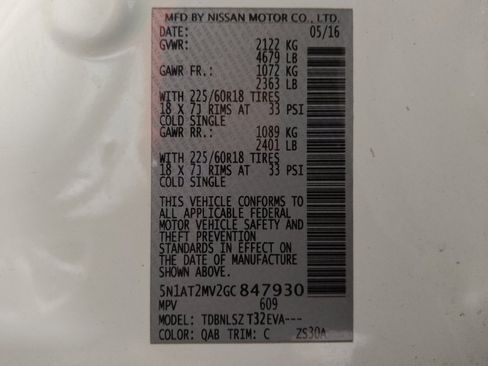 MFD BY NISSAN MOTOR CO., LTD.
DATE: 05/16
GVWR: 2122 KG
4679 LB
GAWR FR.: 1072 KG
2363 LB
WITH 225/60R18 TIRES
18 X 7J RIMS AT 33 PSI
COLD SINGLE
GAWR RR.: 1089 KG
2401 LB
WITH 225/60R18 TIRES
18 X 7J RIMS AT 33 PSI
COLD SINGLE
THIS VEHICLE CONFORMS TO
ALL APPLICABLE FEDERAL
MOTOR VEHICLE SAFETY AND
THEFT PREVENTION
STANDARDS IN EFFECT ON
THE DATE OF MANUFACTURE
SHOWN ABOVE.
5N1AT2MV2GC847930
MPV 609
MODEL: TDBNLSZ T32EVA---
COLOR: QAB TRIM: C ZS30A